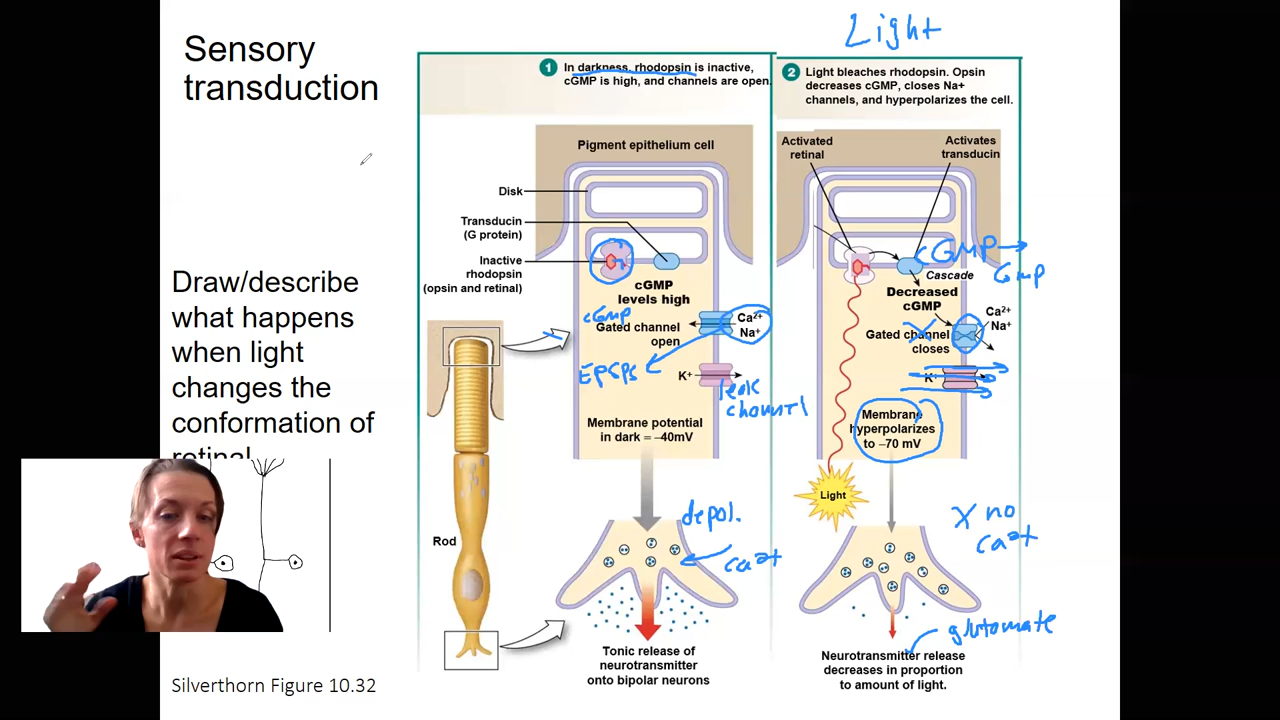 Sensory
transduction
Draw/describe
what happens
when light
changes the
conformation of
retinal
Silverthorn Figure 10.32
1 In darkness, rhodopsin is inactive,
cGMP is high, and channels are open.
Pigment epithelium cell
Disk
Transducin
(G protein)
Inactive
rhodopsin
(opsin and retinal)
cGMP
levels high
cGMP
Gated channel
open
Ca²⁺
Na⁺
EPSPs
K⁺
leak
channel
Membrane potential
in dark = –40mV
Rod
depol.
Ca2+
Tonic release of
neurotransmitter
onto bipolar neurons
Light
2 Light bleaches rhodopsin. Opsin
decreases cGMP, closes Na+
channels, and hyperpolarizes the cell.
Activated
retinal
Activates
transducin
cGMP →
GMP
Cascade
Decreased
cGMP
Gated channel
closes
Ca²⁺
Na⁺
K⁺
Membrane
hyperpolarizes
to –70 mV
Light
X no
Ca2+
glutomate
Neurotransmitter release
decreases in proportion
to amount of light.